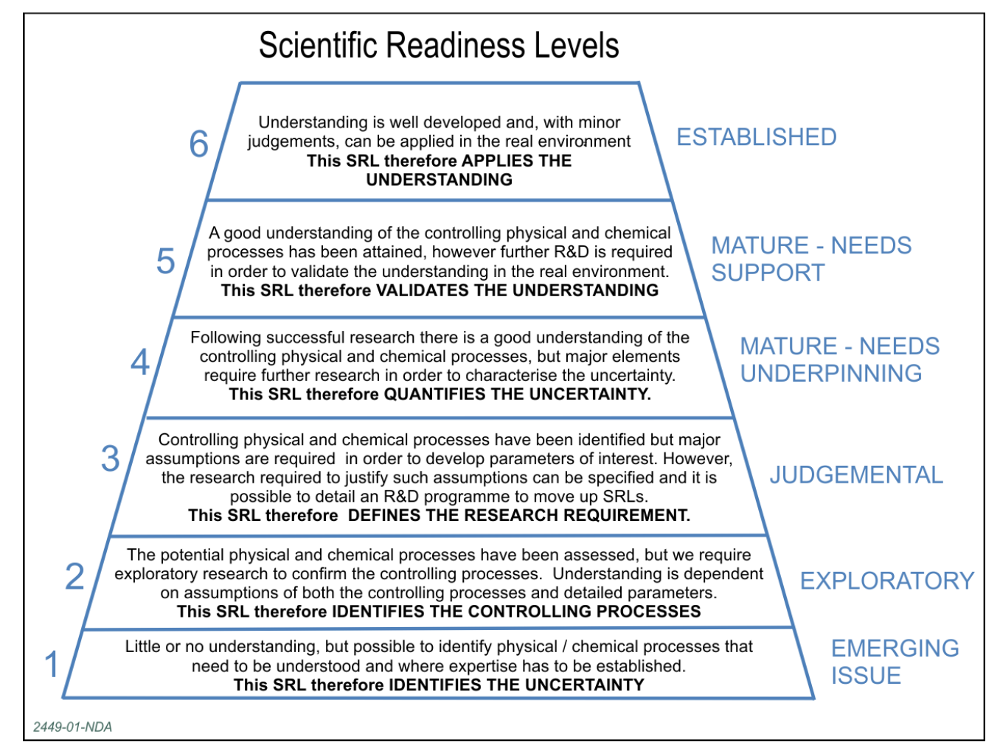 Scientific Readiness Levels
6
Understanding is well developed and, with minor
judgements, can be applied in the real environment
This SRL therefore APPLIES THE
UNDERSTANDING
ESTABLISHED
5
A good understanding of the controlling physical and chemical
processes has been attained, however further R&D is required
in order to validate the understanding in the real environment.
This SRL therefore VALIDATES THE UNDERSTANDING
MATURE - NEEDS
SUPPORT
4
Following successful research there is a good understanding of the
controlling physical and chemical processes, but major elements
require further research in order to characterise the uncertainty.
This SRL therefore QUANTIFIES THE UNCERTAINTY.
MATURE - NEEDS
UNDERPINNING
3
Controlling physical and chemical processes have been identified but major
assumptions are required  in order to develop parameters of interest. However,
the research required to justify such assumptions can be specified and it is
possible to detail an R&D programme to move up SRLs.
This SRL therefore  DEFINES THE RESEARCH REQUIREMENT.
JUDGEMENTAL
2
The potential physical and chemical processes have been assessed, but we require
exploratory research to confirm the controlling processes.  Understanding is dependent
on assumptions of both the controlling processes and detailed parameters.
This SRL therefore IDENTIFIES THE CONTROLLING PROCESSES
EXPLORATORY
1
Little or no understanding, but possible to identify physical / chemical processes that
need to be understood and where expertise has to be established.
This SRL therefore IDENTIFIES THE UNCERTAINTY
EMERGING
ISSUE
2449-01-NDA